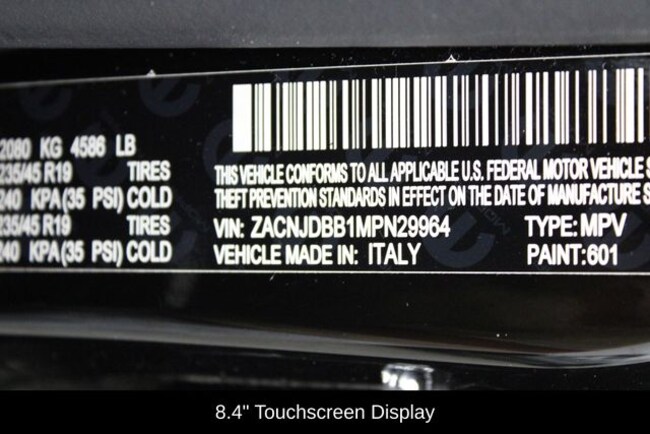 2080 KG 4586 LB
235/45 R19 TIRES
240 KPA(35 PSI) COLD
235/45 R19 TIRES
240 KPA(35 PSI) COLD
THIS VEHICLE CONFORMS TO ALL APPLICABLE U.S. FEDERAL MOTOR VEHICLE S
THEFT PREVENTION STANDARDS IN EFFECT ON THE DATE OF MANUFACTURE S
VIN: ZACNJDBB1MPN29964 TYPE: MPV
VEHICLE MADE IN: ITALY PAINT: 601
8.4" Touchscreen Display